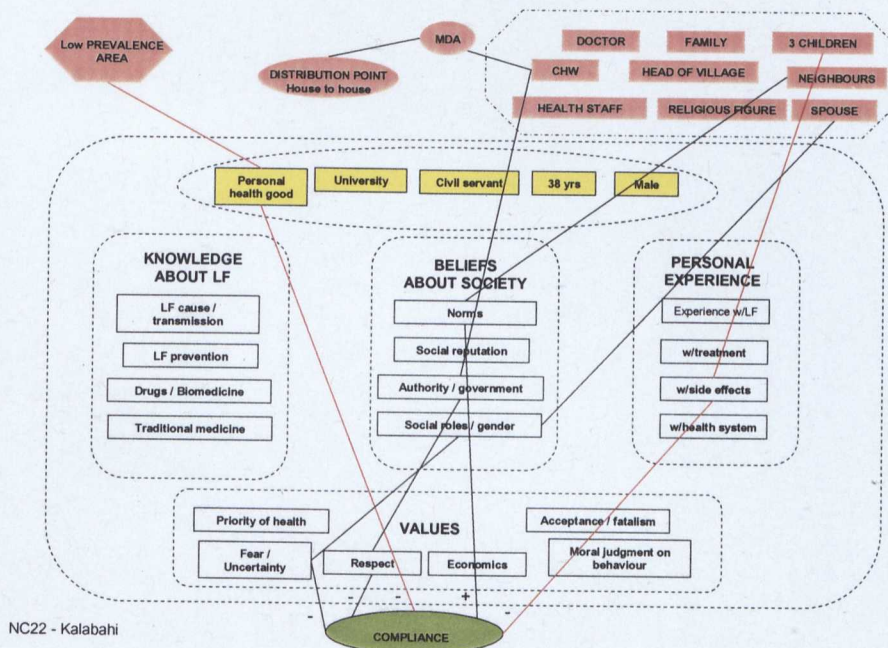 Low PREVALENCE
AREA
MDA
DISTRIBUTION POINT
House to house
DOCTOR
FAMILY
3 CHILDREN
CHW
HEAD OF VILLAGE
NEIGHBOURS
HEALTH STAFF
RELIGIOUS FIGURE
SPOUSE
Personal
health good
University
Civil servant
38 yrs
Male
KNOWLEDGE
ABOUT LF
LF cause /
transmission
LF prevention
Drugs / Biomedicine
Traditional medicine
BELIEFS
ABOUT SOCIETY
Norms
Social reputation
Authority / government
Social roles / gender
PERSONAL
EXPERIENCE
Experience w/LF
w/treatment
w/side effects
w/health system
VALUES
Priority of health
Acceptance / fatalism
Fear /
Uncertainty
Respect
Economics
Moral judgment on
behaviour
- - - + -
COMPLIANCE
NC22 - Kalabahi